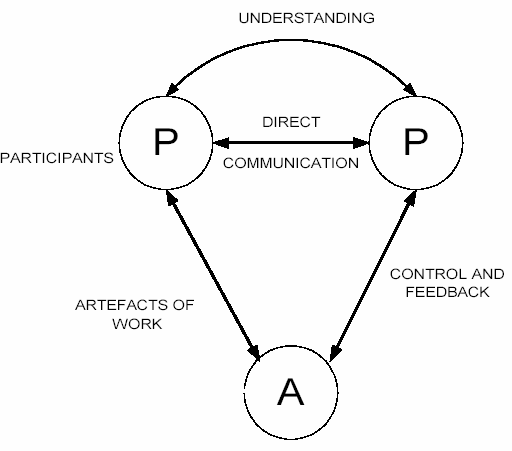 UNDERSTANDING
P
DIRECT
COMMUNICATION
P
PARTICIPANTS
CONTROL AND
FEEDBACK
ARTEFACTS OF
WORK
A